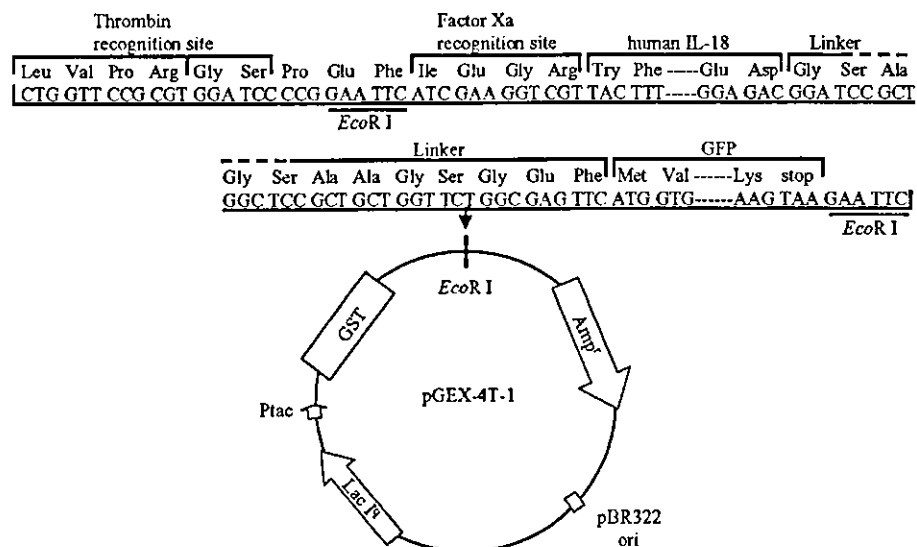 Thrombin recognition site
Factor Xa recognition site
human IL-18
Linker
Leu Val Pro Arg Gly Ser Pro Glu Phe Ile Glu Gly Arg Try Phe -----Glu Asp Gly Ser Ala
CTG GTT CCG CGT GGA TCC CCG GAA TTC ATC GAA GGT CGT TAC TTT-----GGA GAC GGA TCC GCT
EcoR I
Linker
GFP
Gly Ser Ala Ala Gly Ser Gly Glu Phe Met Val ------Lys stop
GGC TCC GCT GCT GGT TCT GGC GAG TTC ATG GTG------AAG TAA GAA TTC
EcoR I
EcoR I
GST
Ampr
pGEX-4T-1
Ptac
Lac Iq
pBR322
ori